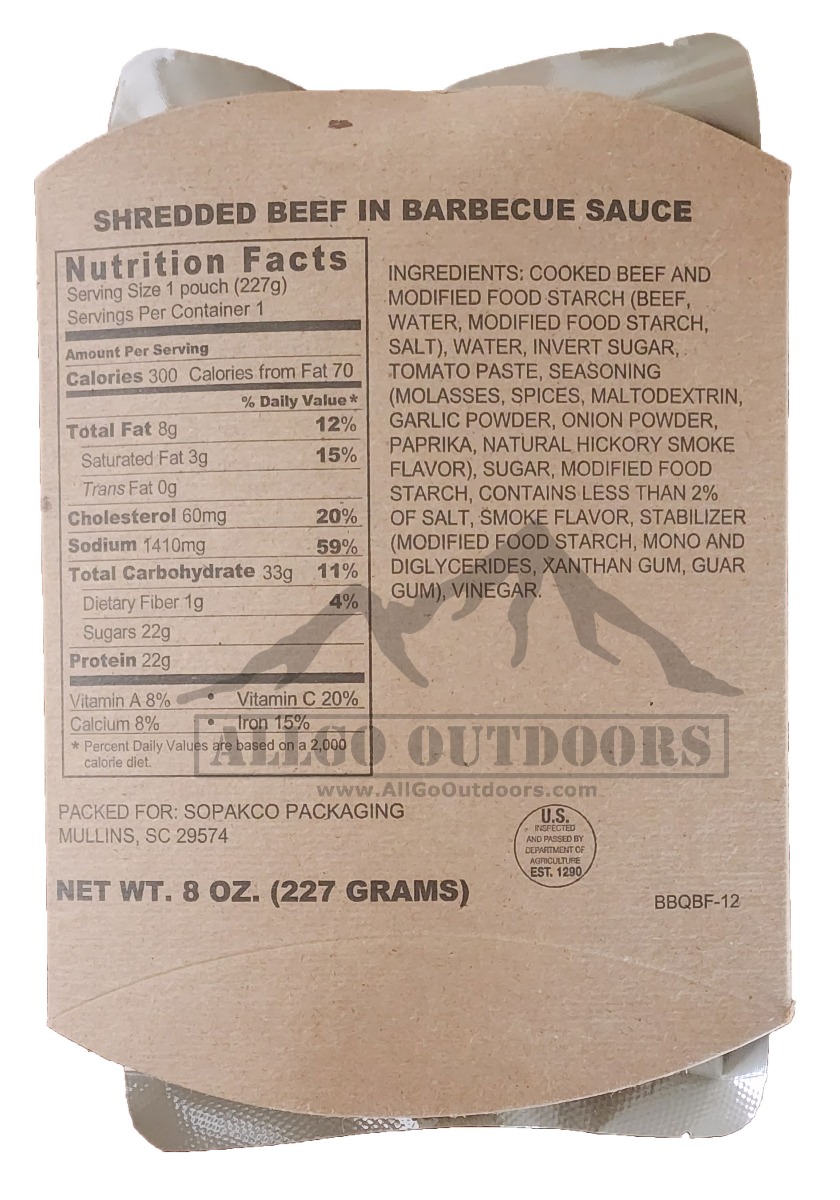 SHREDDED BEEF IN BARBECUE SAUCE
Nutrition Facts
Serving Size 1 pouch (227g)
Servings Per Container 1
Amount Per Serving
Calories 300 Calories from Fat 70
% Daily Value*
Total Fat 8g 12%
Saturated Fat 3g 15%
Trans Fat 0g
Cholesterol 60mg 20%
Sodium 1410mg 59%
Total Carbohydrate 33g 11%
Dietary Fiber 1g 4%
Sugars 22g
Protein 22g
Vitamin A 8% • Vitamin C 20%
Calcium 8% • Iron 15%
* Percent Daily Values are based on a 2,000
calorie diet.
INGREDIENTS: COOKED BEEF AND
MODIFIED FOOD STARCH (BEEF,
WATER, MODIFIED FOOD STARCH,
SALT), WATER, INVERT SUGAR,
TOMATO PASTE, SEASONING
(MOLASSES, SPICES, MALTODEXTRIN,
GARLIC POWDER, ONION POWDER,
PAPRIKA, NATURAL HICKORY SMOKE
FLAVOR), SUGAR, MODIFIED FOOD
STARCH, CONTAINS LESS THAN 2%
OF SALT, SMOKE FLAVOR, STABILIZER
(MODIFIED FOOD STARCH, MONO AND
DIGLYCERIDES, XANTHAN GUM, GUAR
GUM), VINEGAR.
ALLGO OUTDOORS
www.AllGoOutdoors.com
PACKED FOR: SOPAKCO PACKAGING
MULLINS, SC 29574
U.S.
INSPECTED
AND PASSED BY
DEPARTMENT OF
AGRICULTURE
EST. 1290
NET WT. 8 OZ. (227 GRAMS)
BBQBF-12